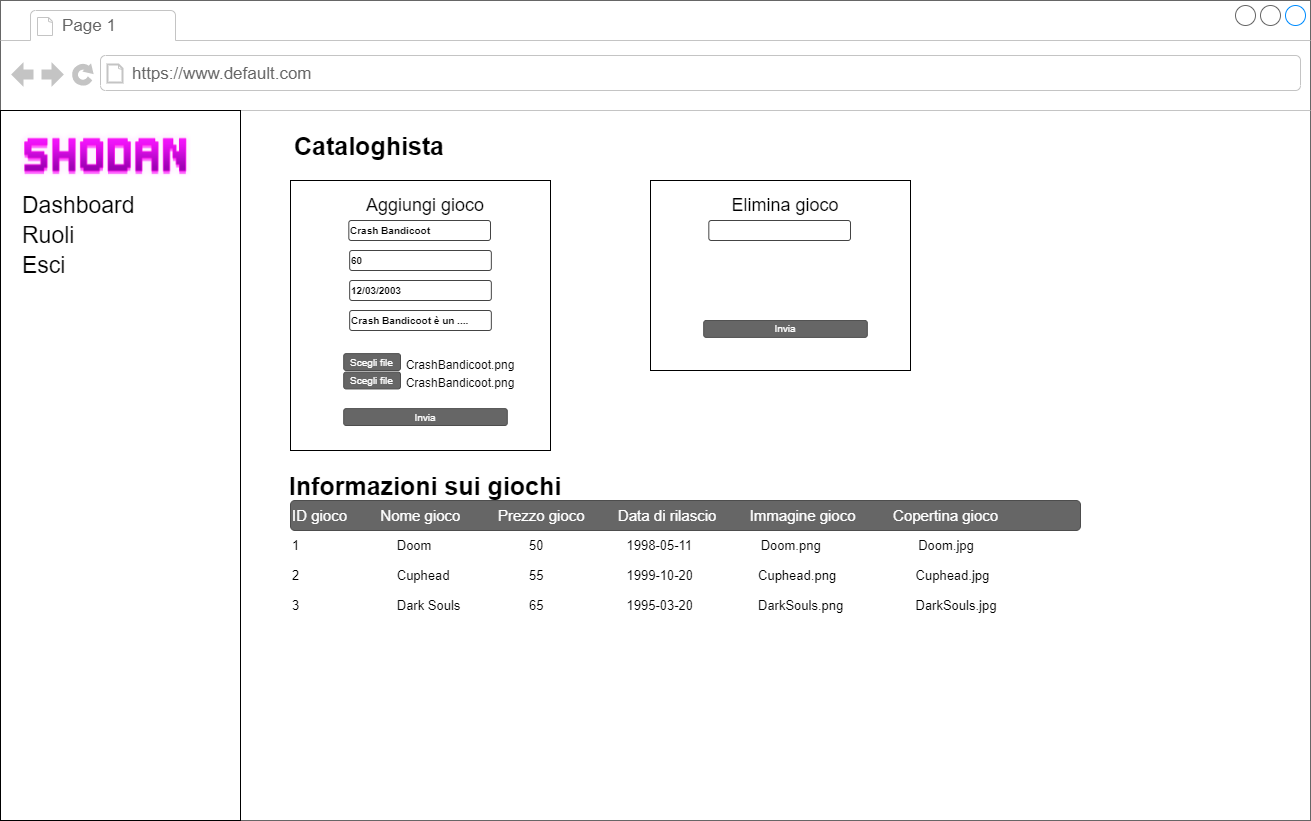 Page 1
https://www.default.com
SHODAN
Dashboard
Ruoli
Esci
Cataloghista
Aggiungi gioco
Crash Bandicoot
60
12/03/2003
Crash Bandicoot è un ....
Scegli file CrashBandicoot.png
Scegli file CrashBandicoot.png
Invia
Elimina gioco
Invia
Informazioni sui giochi
ID gioco Nome gioco Prezzo gioco Data di rilascio Immagine gioco Copertina gioco
1 Doom 50 1998-05-11 Doom.png Doom.jpg
2 Cuphead 55 1999-10-20 Cuphead.png Cuphead.jpg
3 Dark Souls 65 1995-03-20 DarkSouls.png DarkSouls.jpg